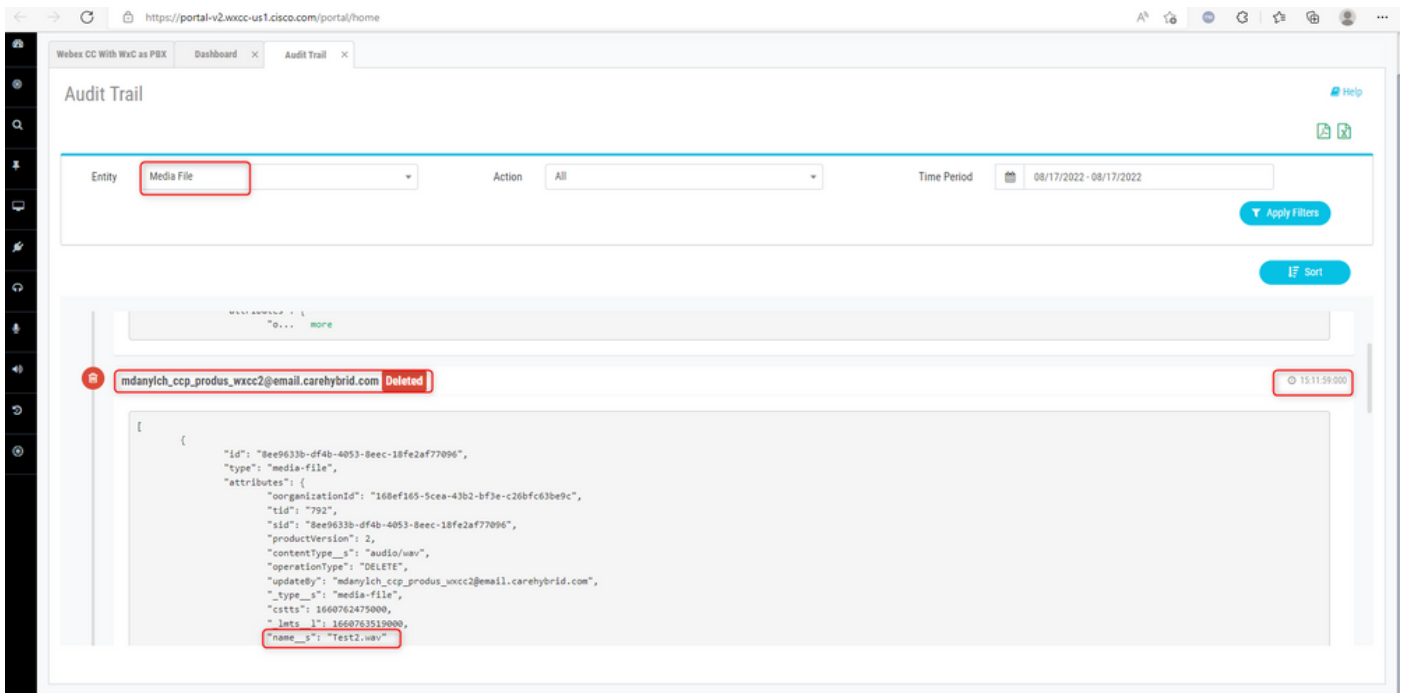 https://portal-v2.wxcc-us1.cisco.com/portal/home
Webex CC With WxC as PBX Dashboard × Audit Trail ×
Audit Trail
Help
Entity Media File Action All Time Period 08/17/2022 - 08/17/2022
Apply Filters
Sort
"o... more
mdanylch_ccp_produs_wxcc2@email.carehybrid.com Deleted 15:11:59:000
[
{
"id": "8ee9633b-df4b-4053-8eec-18fe2af77096",
"type": "media-file",
"attributes": {
"oorganizationId": "168ef165-5cea-43b2-bf3e-c26bfc63be9c",
"tid": "792",
"sid": "8ee9633b-df4b-4053-8eec-18fe2af77096",
"productVersion": 2,
"contentType__s": "audio/wav",
"operationType": "DELETE",
"updateBy": "mdanylch_ccp_produs_wxcc2@email.carehybrid.com",
"_type__s": "media-file",
"cstts": 1660762475000,
"_lmts__l": 1660763519000,
"name__s": "Test2.wav"